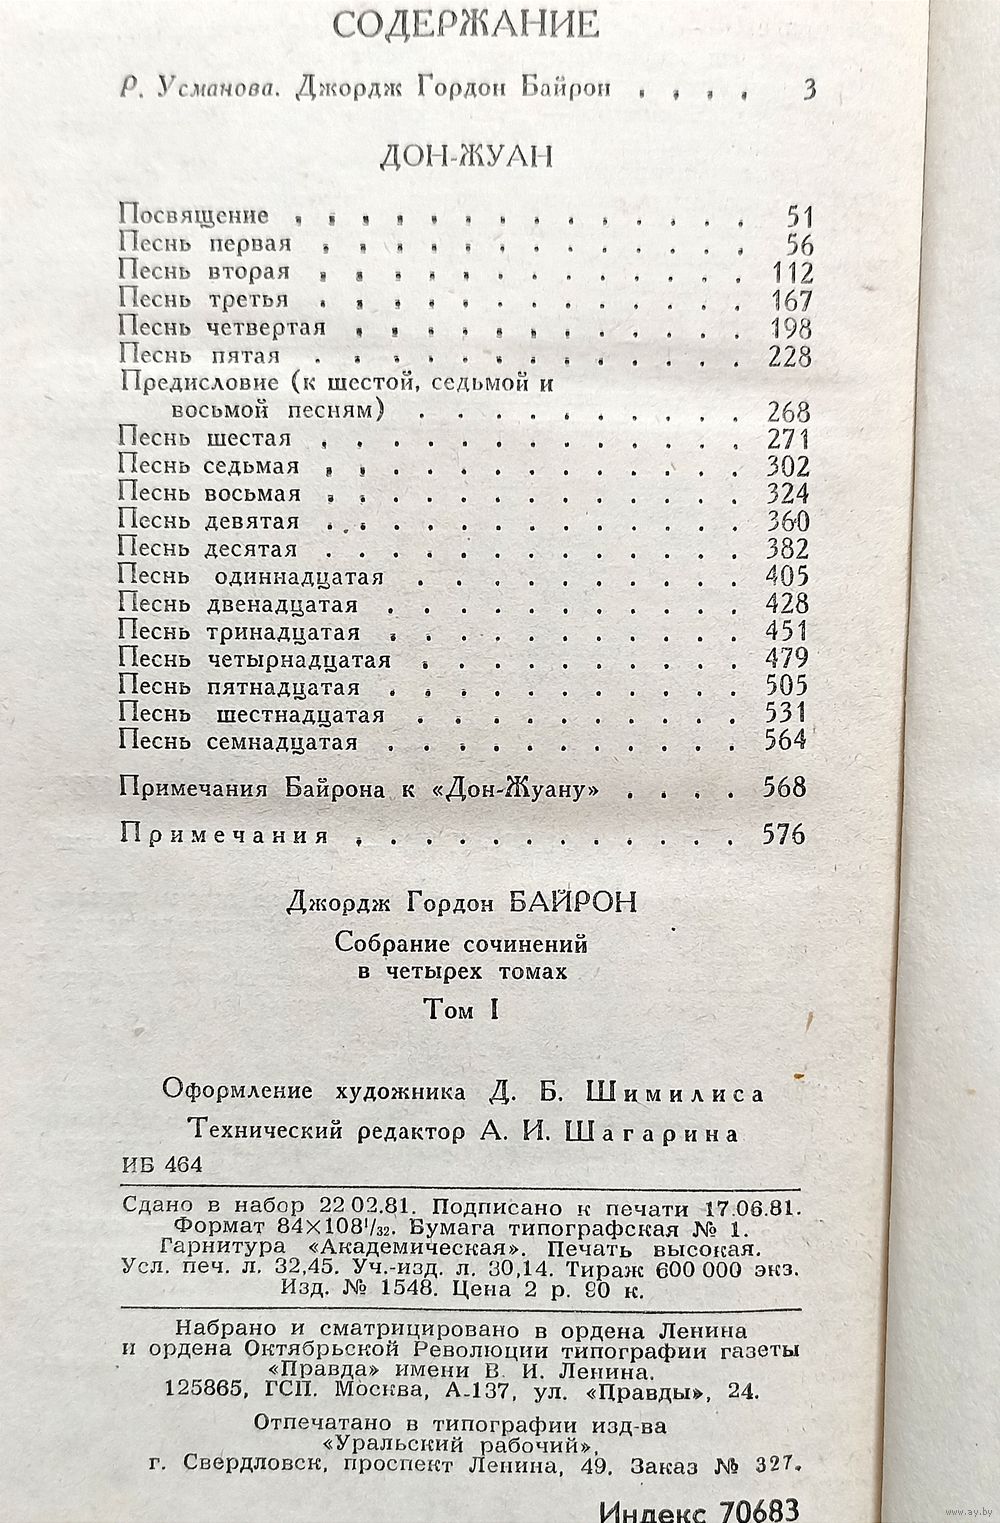 СОДЕРЖАНИЕ
Р. Усманова. Джордж Гордон Байрон . . . . 3
ДОН-ЖУАН
Посвящение . . . . . . . . . . . . . . 51
Песнь первая . . . . . . . . . . . . . 56
Песнь вторая . . . . . . . . . . . . . 112
Песнь третья . . . . . . . . . . . . . 167
Песнь четвертая . . . . . . . . . . . . 198
Песнь пятая . . . . . . . . . . . . . 228
Предисловие (к шестой, седьмой и
восьмой песням) . . . . . . . . . . 268
Песнь шестая . . . . . . . . . . . . . 271
Песнь седьмая . . . . . . . . . . . . . 302
Песнь восьмая . . . . . . . . . . . . . 324
Песнь девятая . . . . . . . . . . . . . 360
Песнь десятая . . . . . . . . . . . . . 382
Песнь одиннадцатая . . . . . . . . . . 405
Песнь двенадцатая . . . . . . . . . . . 428
Песнь тринадцатая . . . . . . . . . . . 451
Песнь четырнадцатая . . . . . . . . . . 479
Песнь пятнадцатая . . . . . . . . . . . 505
Песнь шестнадцатая . . . . . . . . . . 531
Песнь семнадцатая . . . . . . . . . . . 564
Примечания Байрона к «Дон-Жуану» . . . . 568
Примечания . . . . . . . . . . . . 576
Джордж Гордон БАЙРОН
Собрание сочинений
в четырех томах
Том I
Оформление художника Д. Б. Шимилиса
Технический редактор А. И. Шагарина
ИБ 464
Сдано в набор 22 02.81. Подписано к печати 17.06.81.
Формат 84×108¹/₃₂. Бумага типографская № 1.
Гарнитура «Академическая». Печать высокая.
Усл. печ. л. 32,45. Уч.-изд. л. 30,14. Тираж 600 000 экз.
Изд. № 1548. Цена 2 р. 90 к.
Набрано и сматрицировано в ордена Ленина
и ордена Октябрьской Революции типографии газеты
«Правда» имени В. И. Ленина.
125865, ГСП. Москва, А-137, ул. «Правды», 24.
Отпечатано в типографии изд-ва
«Уральский рабочий»,
г. Свердловск, проспект Ленина, 49. Заказ № 327.
Индекс 70683
www.ay.by